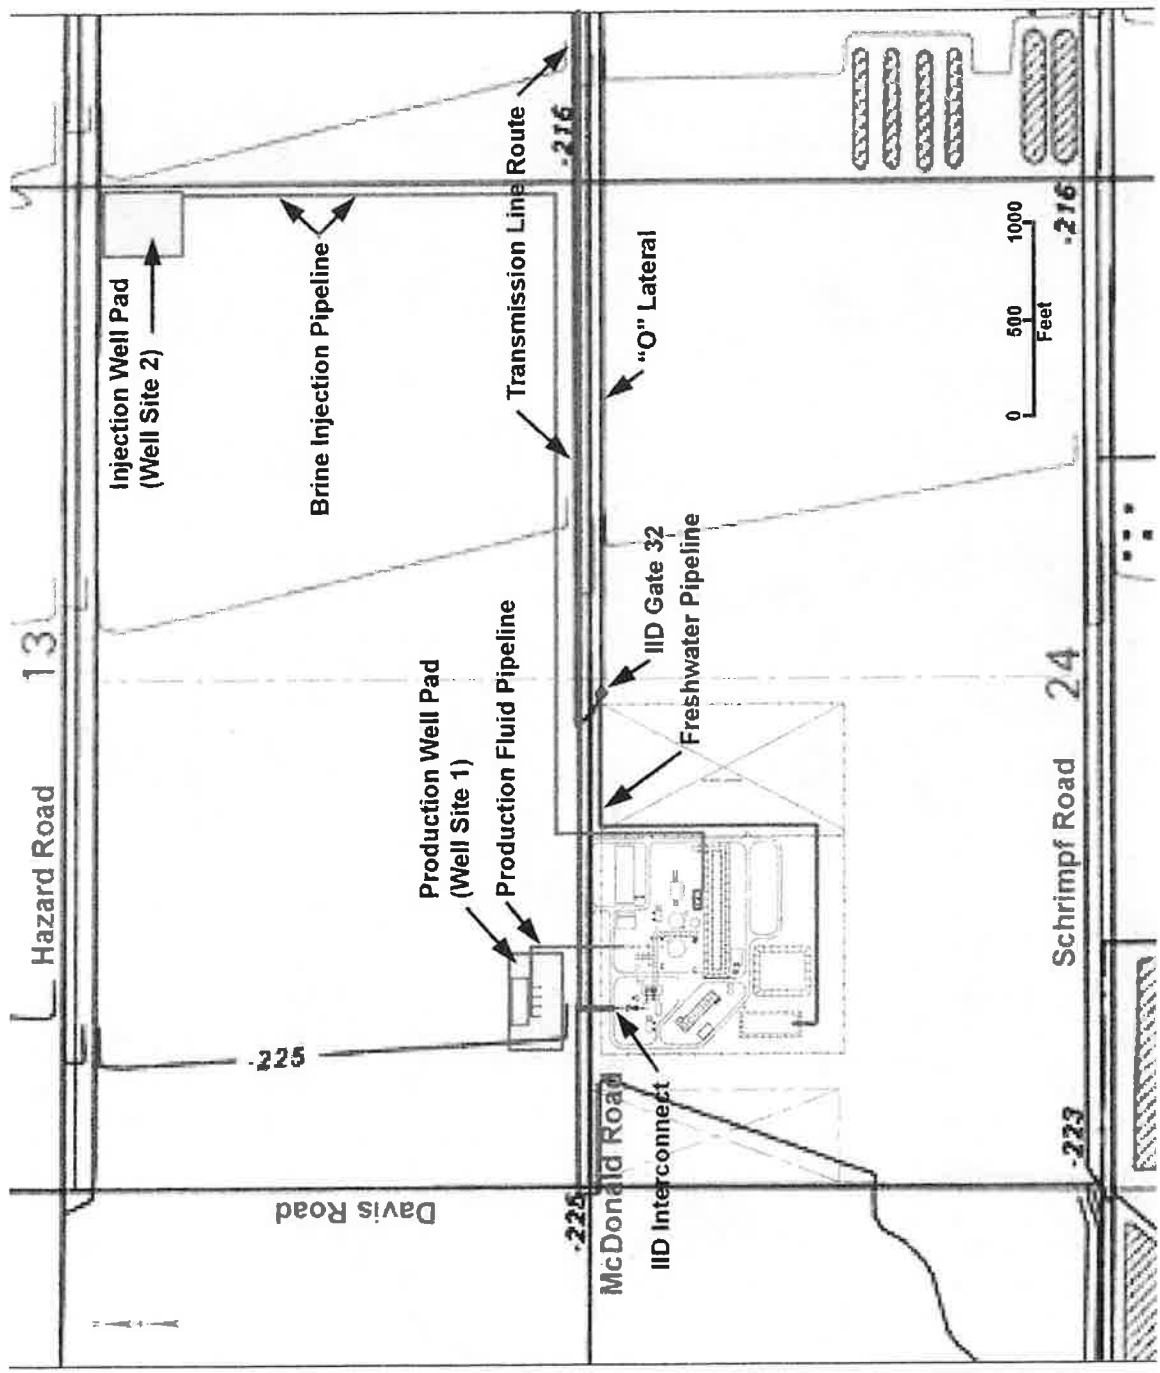 Hazard Road
13
Injection Well Pad
(Well Site 2)
Brine Injection Pipeline
Transmission Line Route
-216
"O" Lateral
Production Well Pad
(Well Site 1)
Production Fluid Pipeline
IID Gate 32
Freshwater Pipeline
-225
Davis Road
-225
McDonald Road
IID Interconnect
0
500
1000
Feet
-216
24
Schrimpf Road
-223